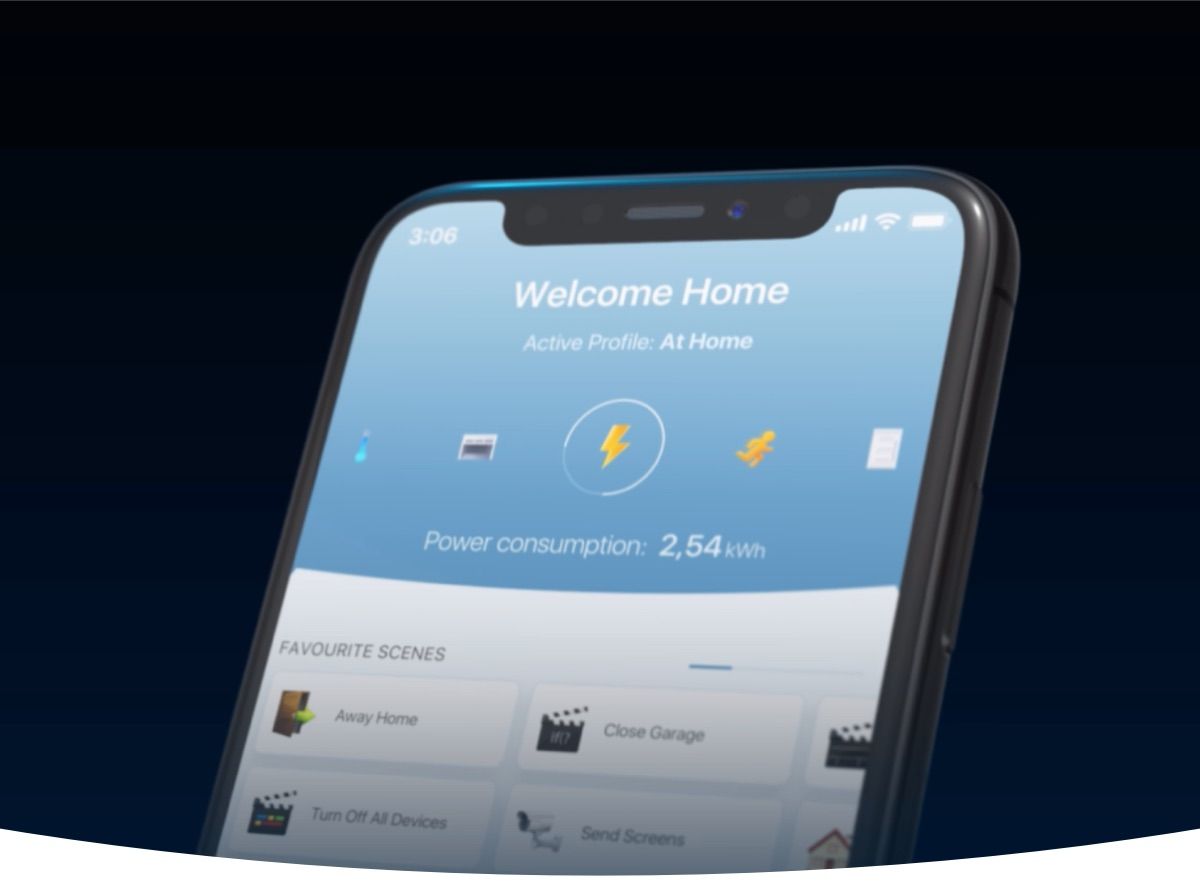 3:06
Welcome Home
Active Profile: At Home
Power consumption: 2,54 kWh
FAVOURITE SCENES
Away Home
Close Garage
Turn Off All Devices
Send Screens